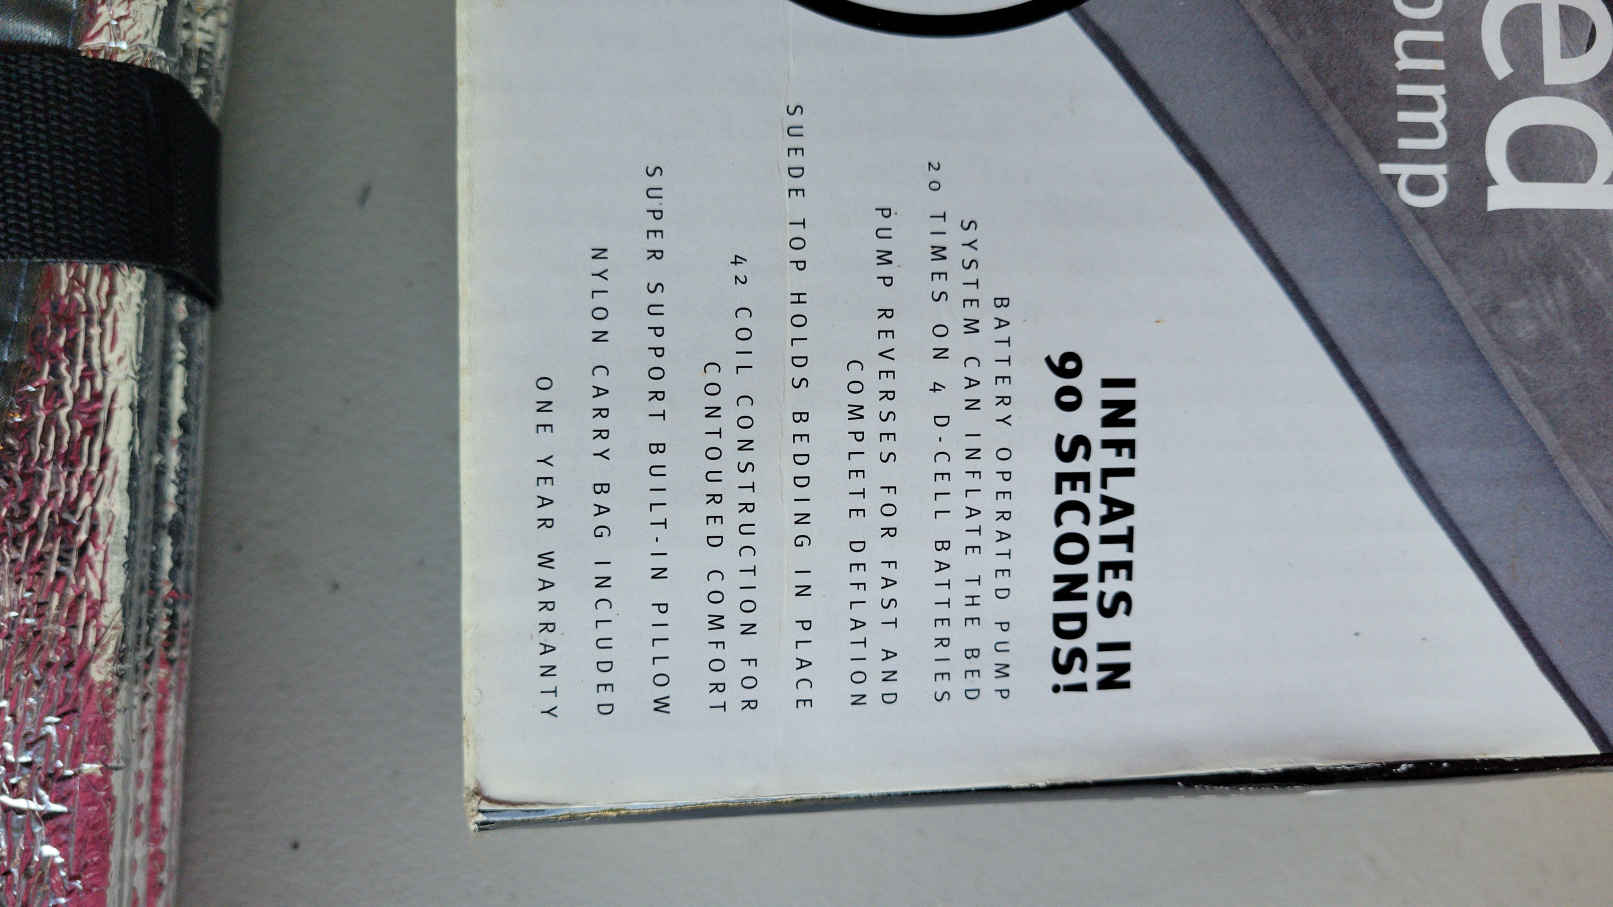 ed
pump
INFLATES IN
90 SECONDS!
BATTERY OPERATED PUMP
SYSTEM CAN INFLATE THE BED
20 TIMES ON 4 D-CELL BATTERIES
PUMP REVERSES FOR FAST AND
COMPLETE DEFLATION
SUEDE TOP HOLDS BEDDING IN PLACE
42 COIL CONSTRUCTION FOR
CONTOURED COMFORT
SUPER SUPPORT BUILT-IN PILLOW
NYLON CARRY BAG INCLUDED
ONE YEAR WARRANTY